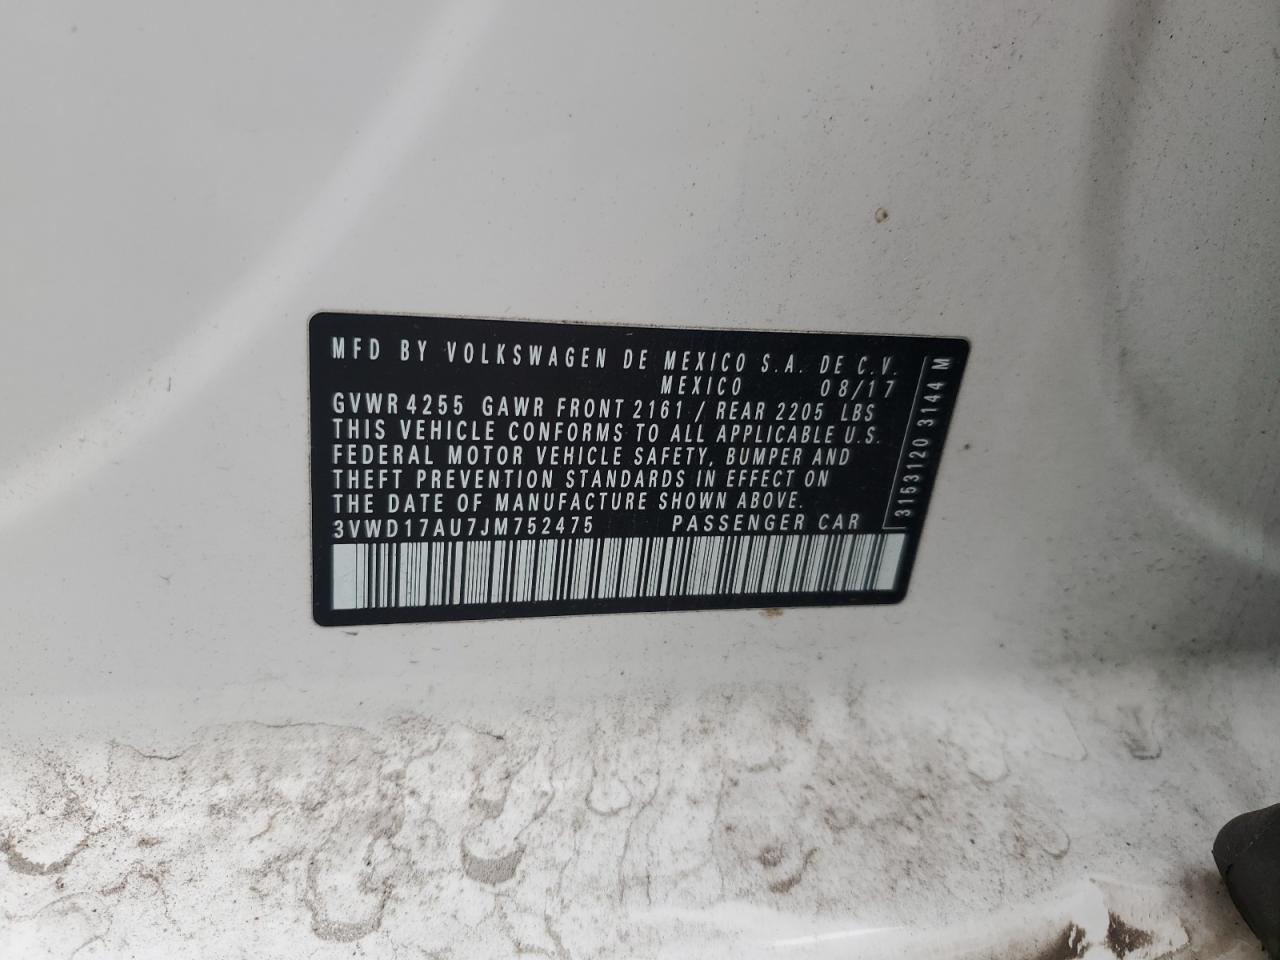 MFD BY VOLKSWAGEN DE MEXICO S.A. DE C.V.
MEXICO 08/17
GVWR 4255 GAWR FRONT 2161 / REAR 2205 LBS
THIS VEHICLE CONFORMS TO ALL APPLICABLE U.S.
FEDERAL MOTOR VEHICLE SAFETY, BUMPER AND
THEFT PREVENTION STANDARDS IN EFFECT ON
THE DATE OF MANUFACTURE SHOWN ABOVE.
3VWD17AU7JM752475 PASSENGER CAR
3153120 3144 M